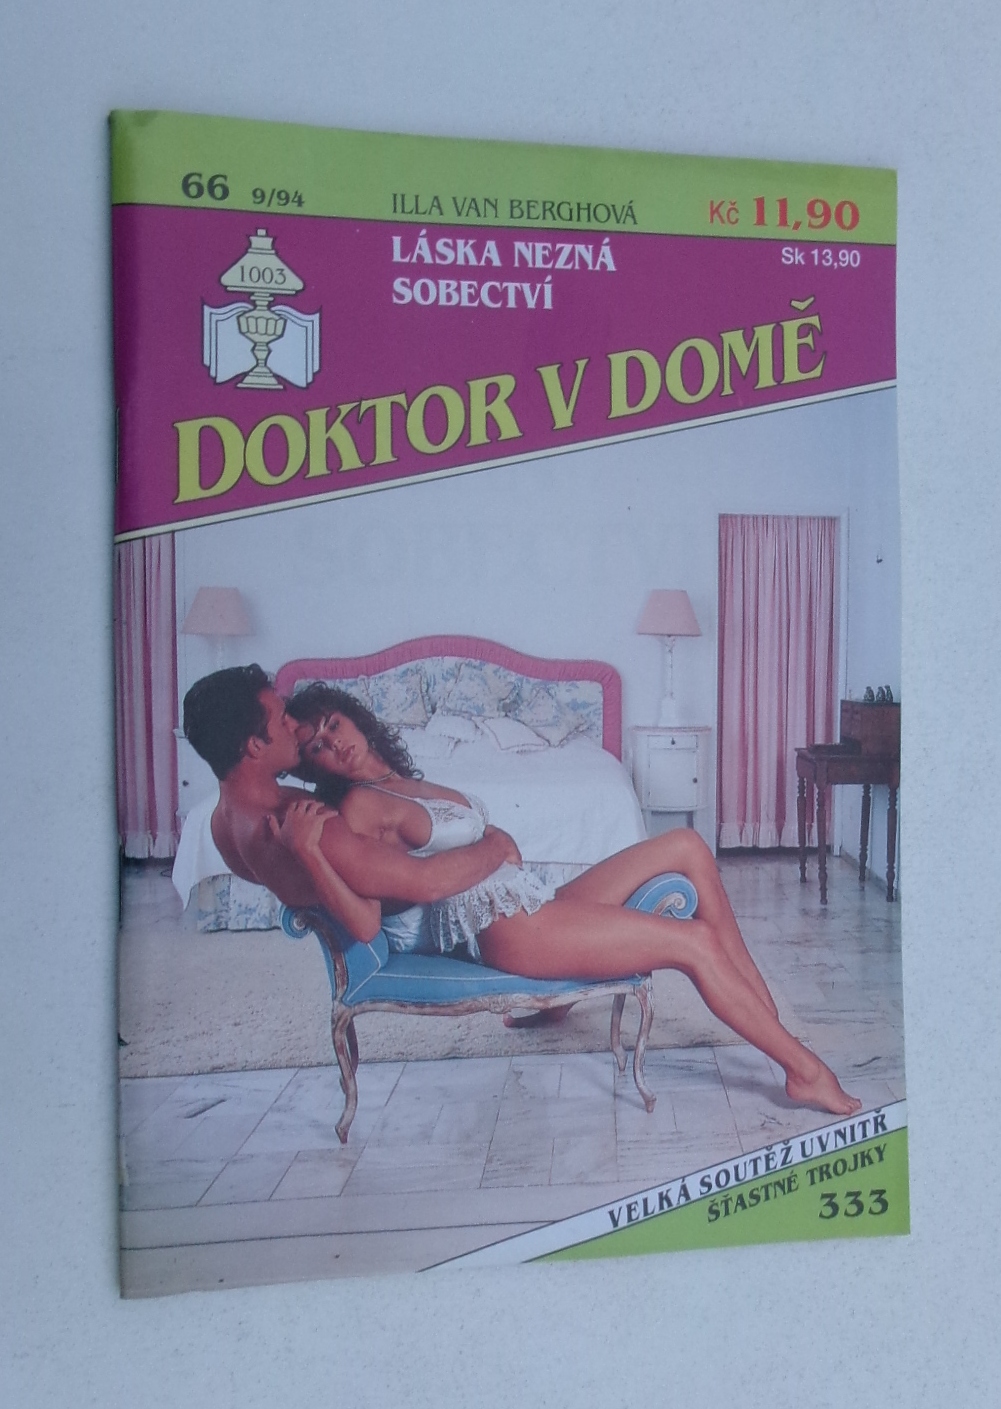 66 9/94
ILLA VAN BERGHOVÁ
Kč 11,90
Sk 13,90
LÁSKA NEZNÁ
SOBECTVÍ
1003
DOKTOR V DOMĚ
VELKÁ SOUTĚŽ UVNITŘ
ŠŤASTNÉ TROJKY
333